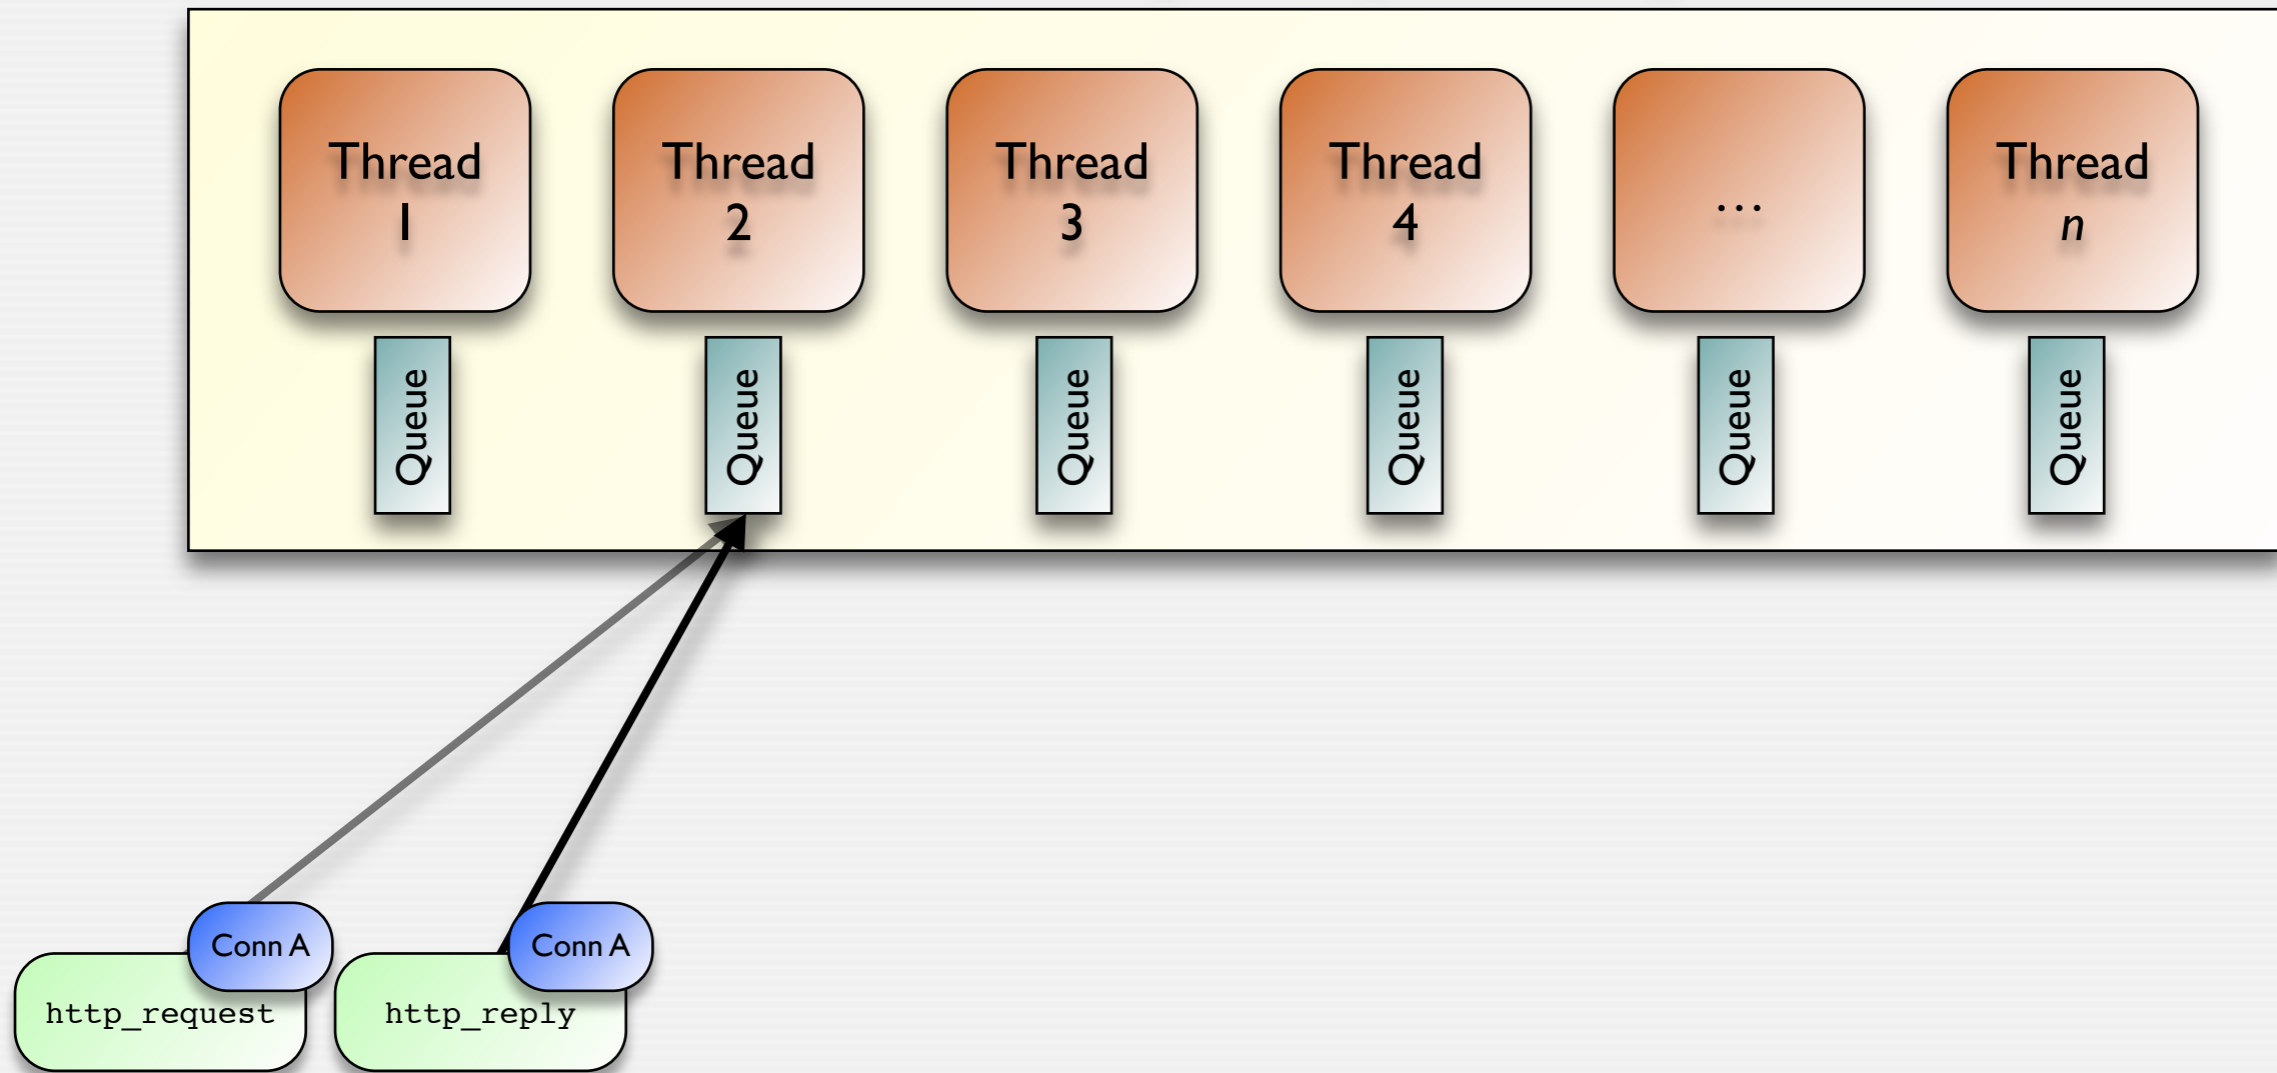 Thread
1
Thread
2
Thread
3
Thread
4
...
Thread
n
Queue
Queue
Queue
Queue
Queue
Queue
Conn A
http_request
Conn A
http_reply